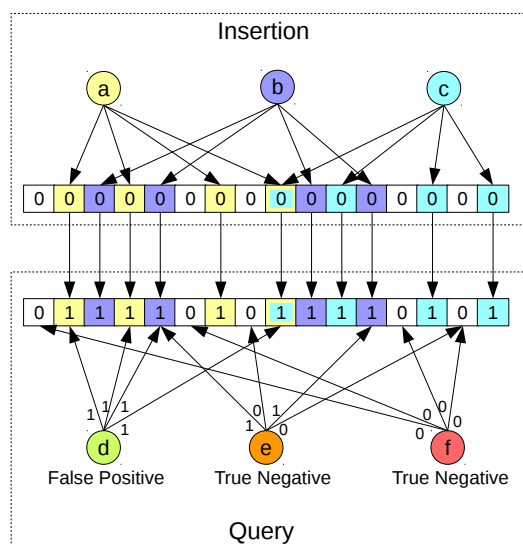 Insertion
a b c
0 0 0 0 0 0 0 0 0 0 0 0 0 0 0 0
0 1 1 1 1 0 1 0 1 1 1 1 0 1 0 1
1 1 1 0 1 0 0 0
1 1 0 0
d e f
False Positive True Negative True Negative
Query